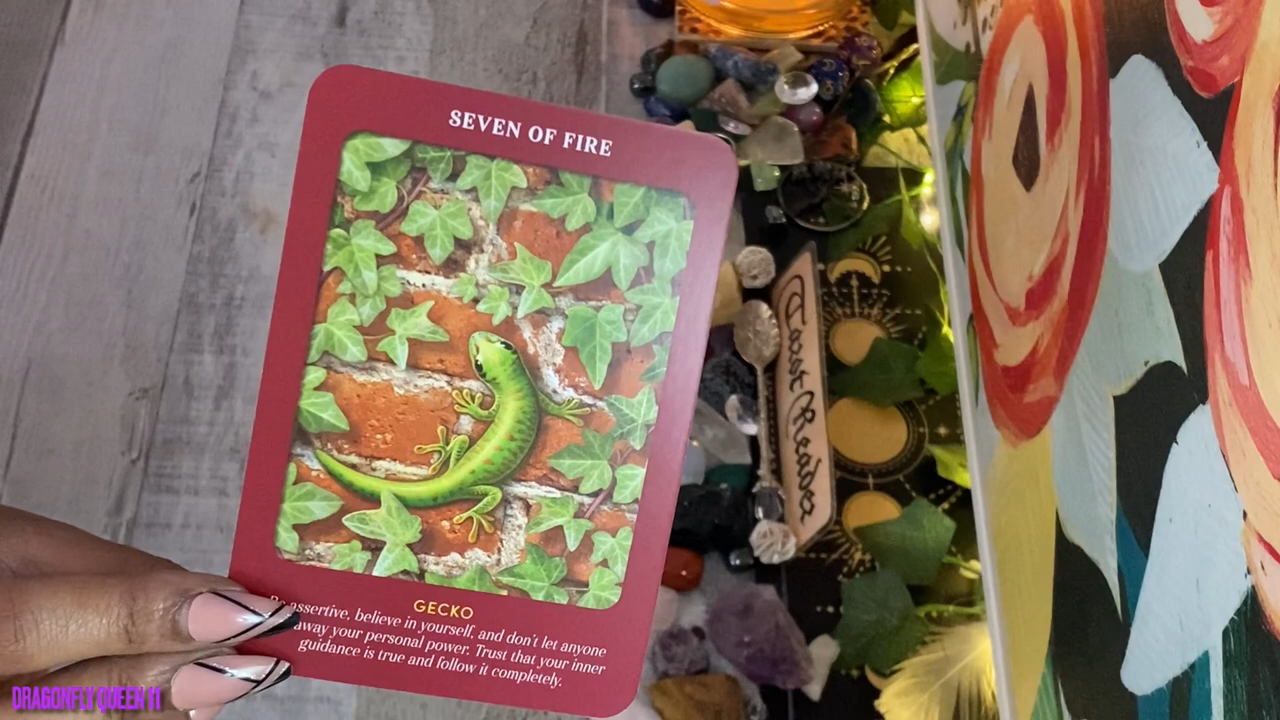 SEVEN OF FIRE
GECKO
assertive, believe in yourself, and don't let anyone
away your personal power. Trust that your inner
guidance is true and follow it completely.
Tarot Reader
DRAGONFLY QUEEN 11